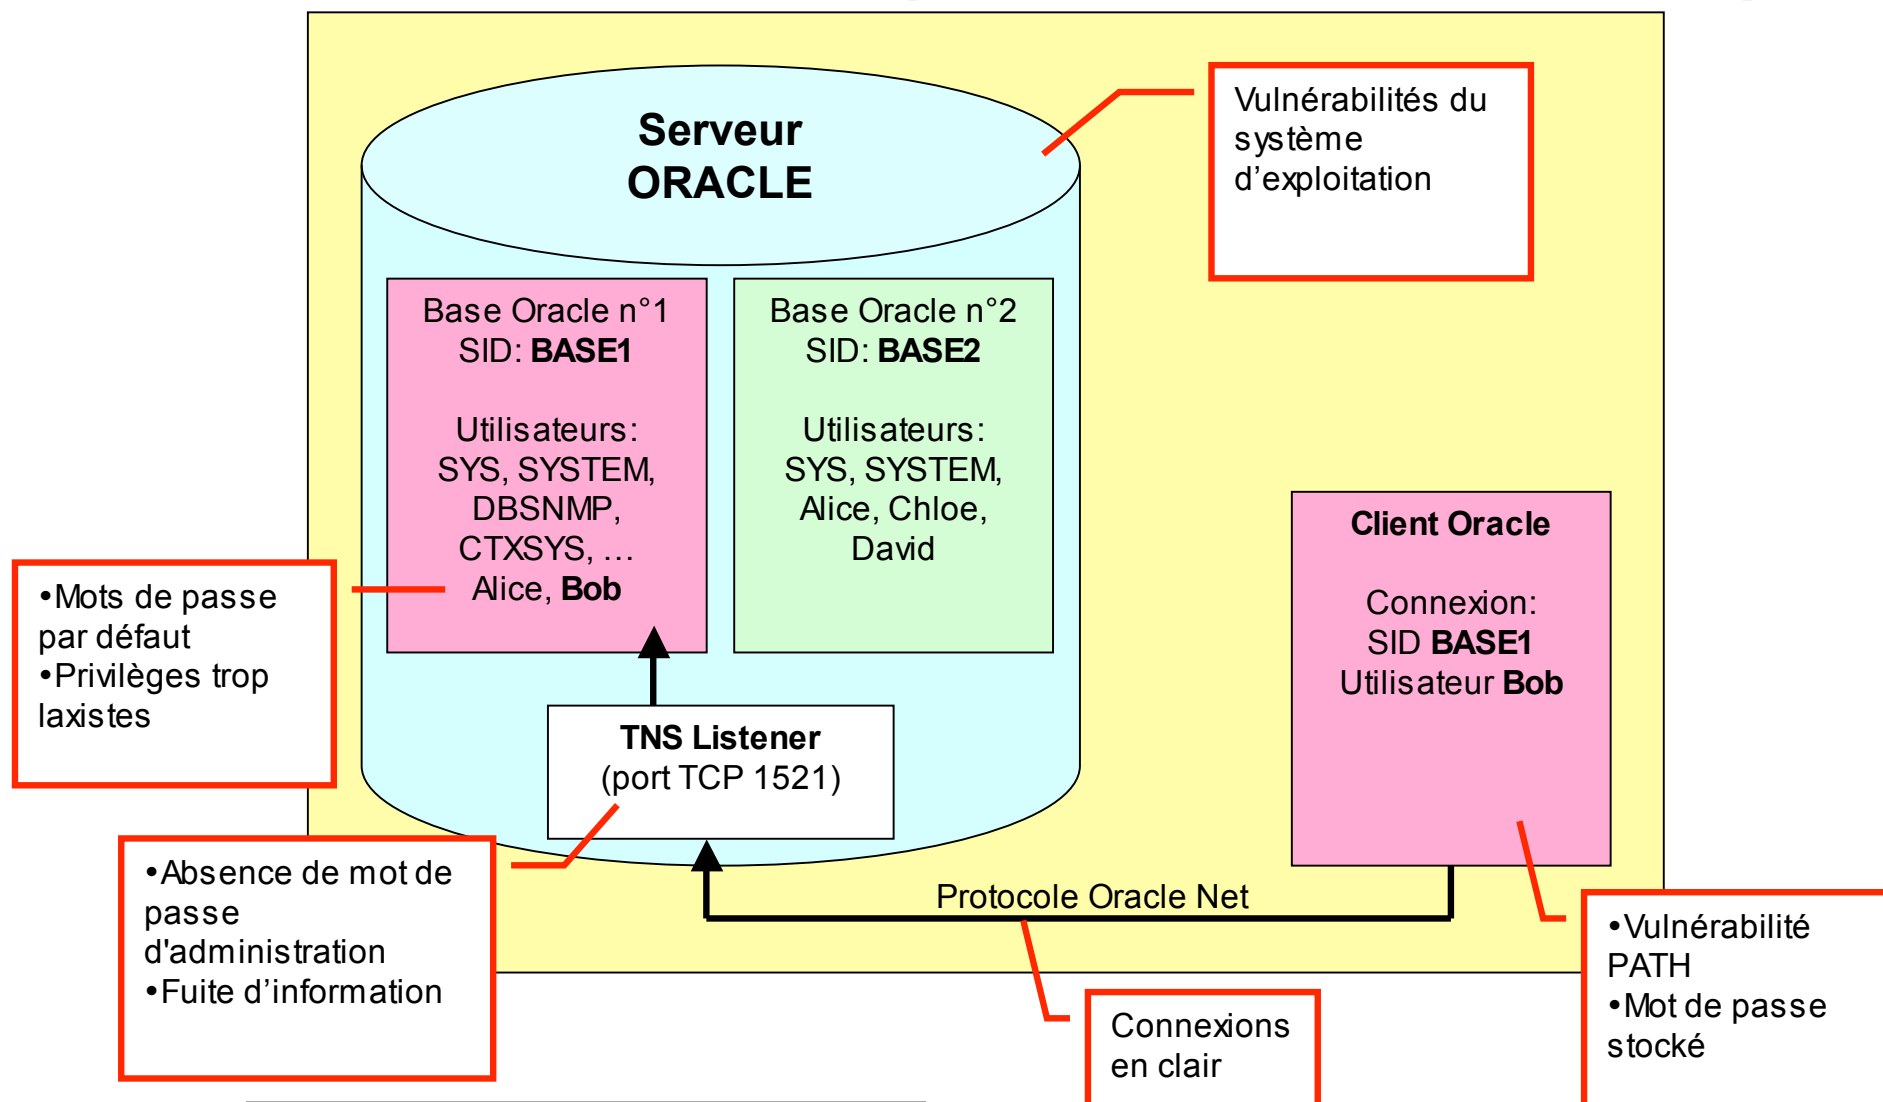 Serveur
ORACLE
Vulnérabilités du
système
d’exploitation
Base Oracle n°1
SID: BASE1
Utilisateurs:
SYS, SYSTEM,
DBSNMP,
CTXSYS, …
Alice, Bob
Base Oracle n°2
SID: BASE2
Utilisateurs:
SYS, SYSTEM,
Alice, Chloe,
David
Client Oracle
Connexion:
SID BASE1
Utilisateur Bob
•Mots de passe
par défaut
•Privilèges trop
laxistes
TNS Listener
(port TCP 1521)
•Absence de mot de
passe
d'administration
•Fuite d’information
Protocole Oracle Net
Connexions
en clair
•Vulnérabilité
PATH
•Mot de passe
stocké